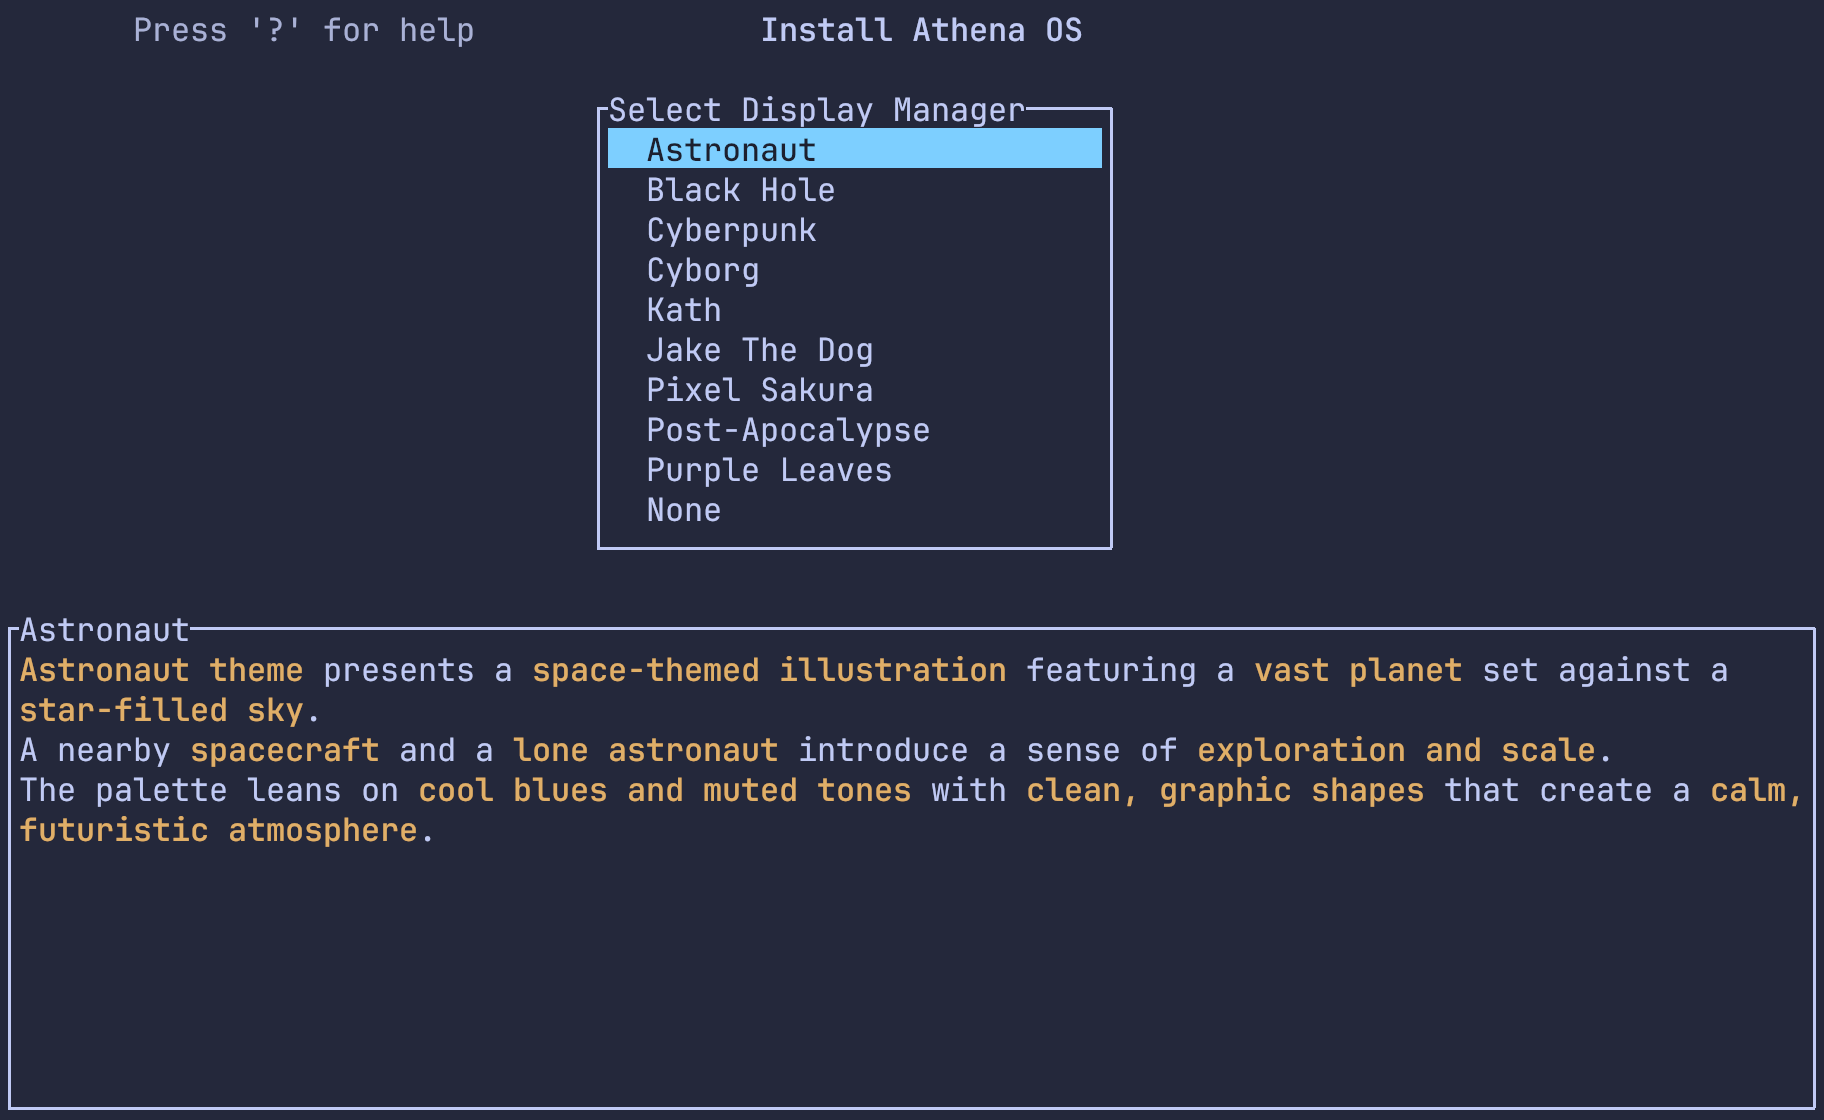 Press '?' for help
Install Athena OS
Select Display Manager
Astronaut
Black Hole
Cyberpunk
Cyborg
Kath
Jake The Dog
Pixel Sakura
Post-Apocalypse
Purple Leaves
None
Astronaut
Astronaut theme presents a space-themed illustration featuring a vast planet set against a
star-filled sky.
A nearby spacecraft and a lone astronaut introduce a sense of exploration and scale.
The palette leans on cool blues and muted tones with clean, graphic shapes that create a calm,
futuristic atmosphere.